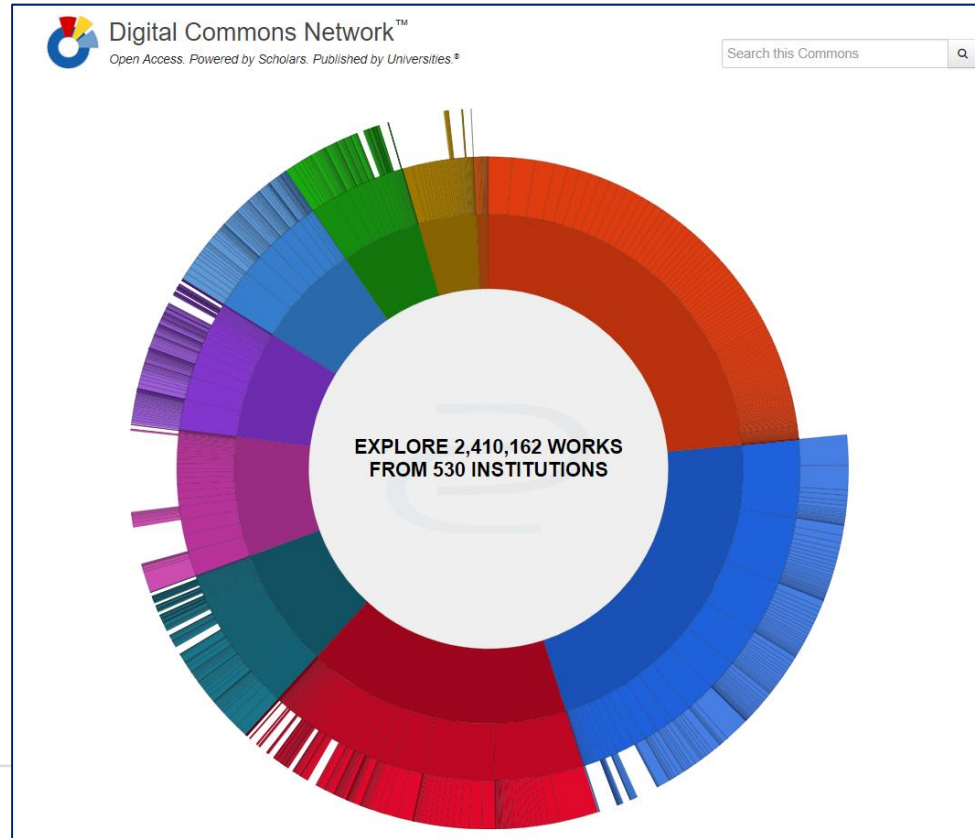 Digital Commons Network™
Open Access. Powered by Scholars. Published by Universities.®
Search this Commons
EXPLORE 2,410,162 WORKS
FROM 530 INSTITUTIONS